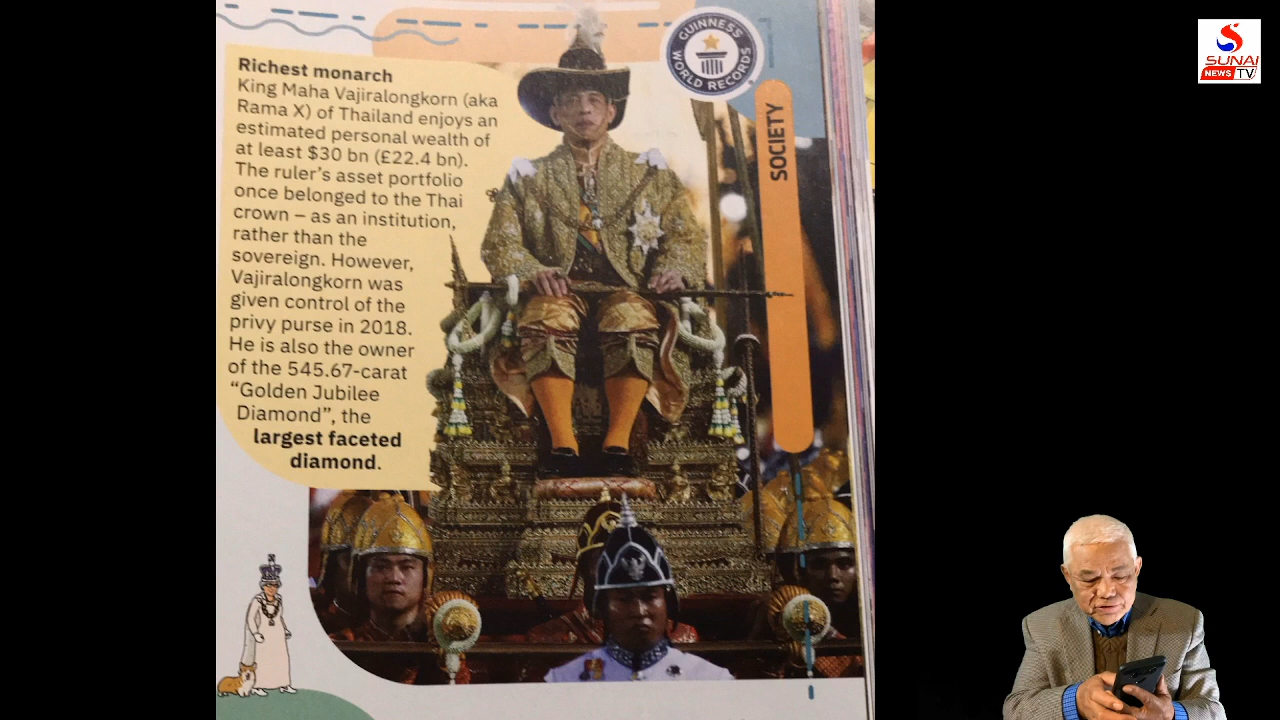 Richest monarch
King Maha Vajiralongkorn (aka
Rama X) of Thailand enjoys an
estimated personal wealth of
at least $30 bn (£22.4 bn).
The ruler's asset portfolio
once belonged to the Thai
crown – as an institution,
rather than the
sovereign. However,
Vajiralongkorn was
given control of the
privy purse in 2018.
He is also the owner
of the 545.67-carat
“Golden Jubilee
Diamond”, the
largest faceted
diamond.
GUINNESS
WORLD RECORDS
SOCIETY
SUNAI
NEWS TV